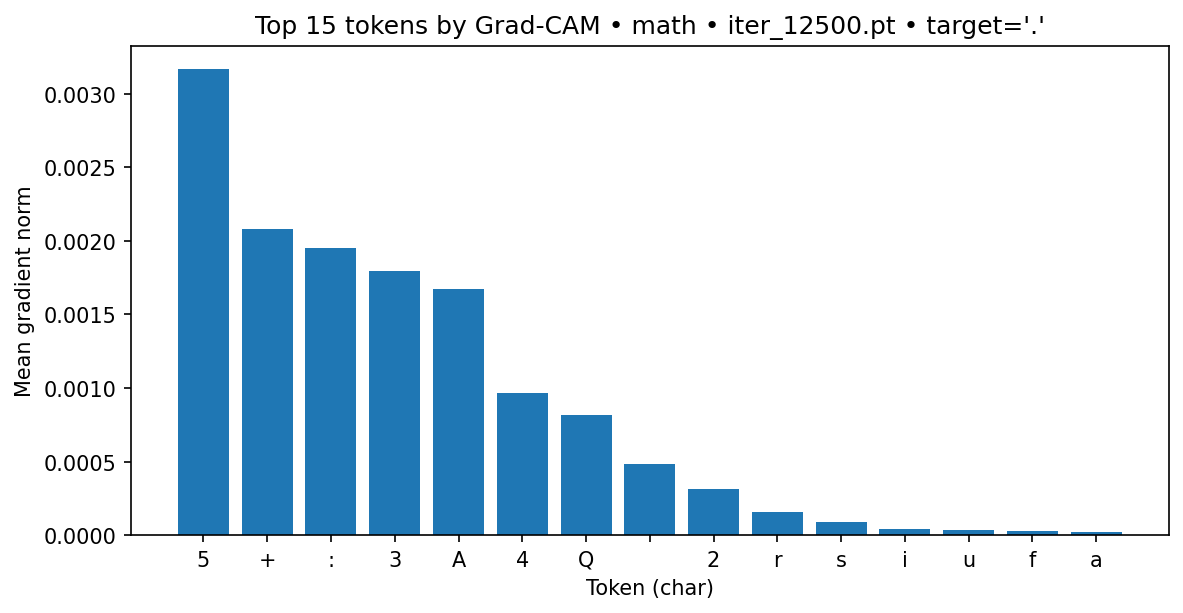 Top 15 tokens by Grad-CAM • math • iter_12500.pt • target='.'
Mean gradient norm
0.0030
0.0025
0.0020
0.0015
0.0010
0.0005
0.0000
5 + : 3 A 4 Q 2 r s i u f a
Token (char)